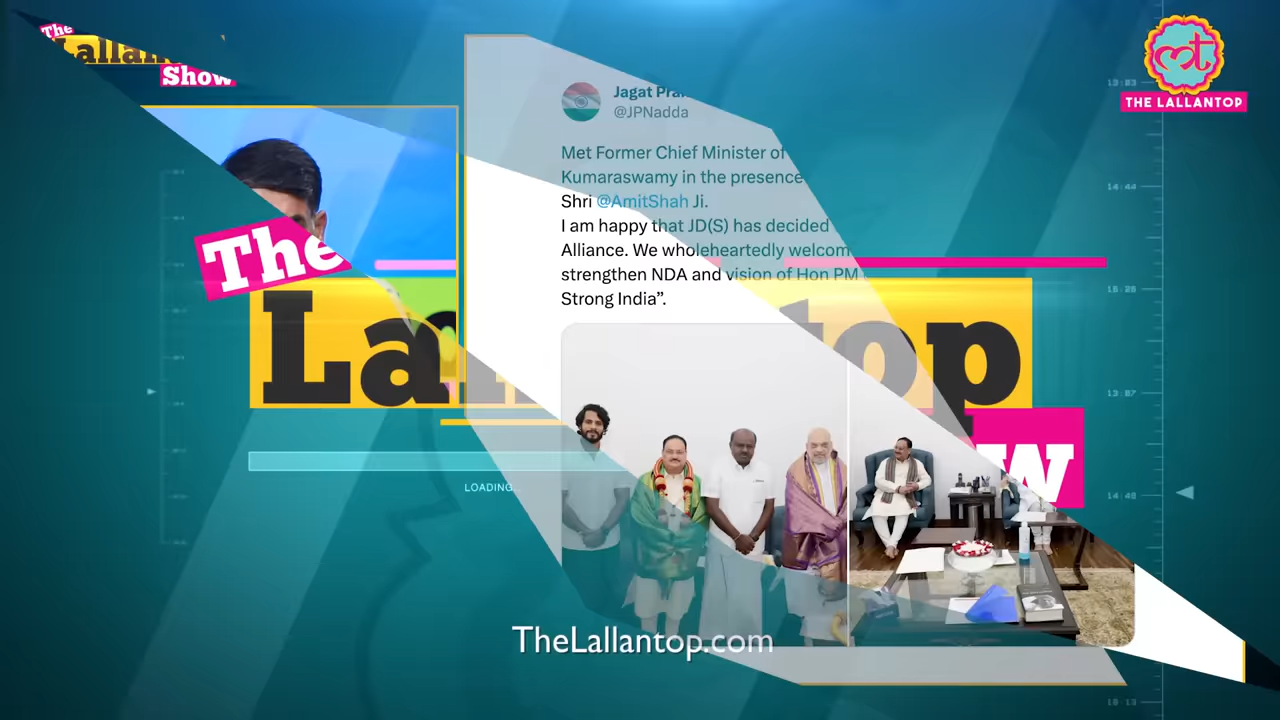 The
Show
THE LALLANTOP
Jagat
@JPNadda
Met Former Chief Minister of
Kumaraswamy in the presence
Shri @AmitShah Ji.
I am happy that JD(S) has decided
Alliance. We wholeheartedly welcom
strengthen NDA and vision of Hon PM
Strong India”.
The
La
top
w
LOADING..
TheLallantop.com
14:44